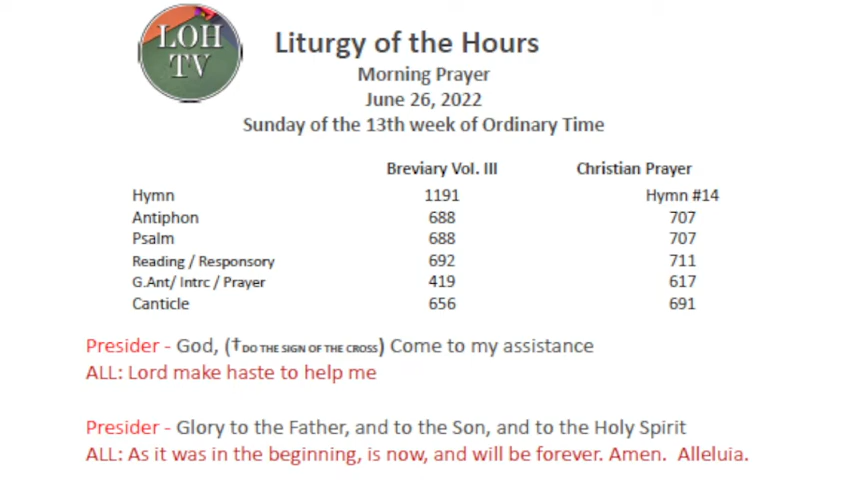 LOH
TV
Liturgy of the Hours
Morning Prayer
June 26, 2022
Sunday of the 13th week of Ordinary Time
Breviary Vol. III Christian Prayer
Hymn 1191 Hymn #14
Antiphon 688 707
Psalm 688 707
Reading / Responsory 692 711
G.Ant/ Intrc / Prayer 419 617
Canticle 656 691
Presider - God, (†DO THE SIGN OF THE CROSS) Come to my assistance
ALL: Lord make haste to help me
Presider - Glory to the Father, and to the Son, and to the Holy Spirit
ALL: As it was in the beginning, is now, and will be forever. Amen. Alleluia.